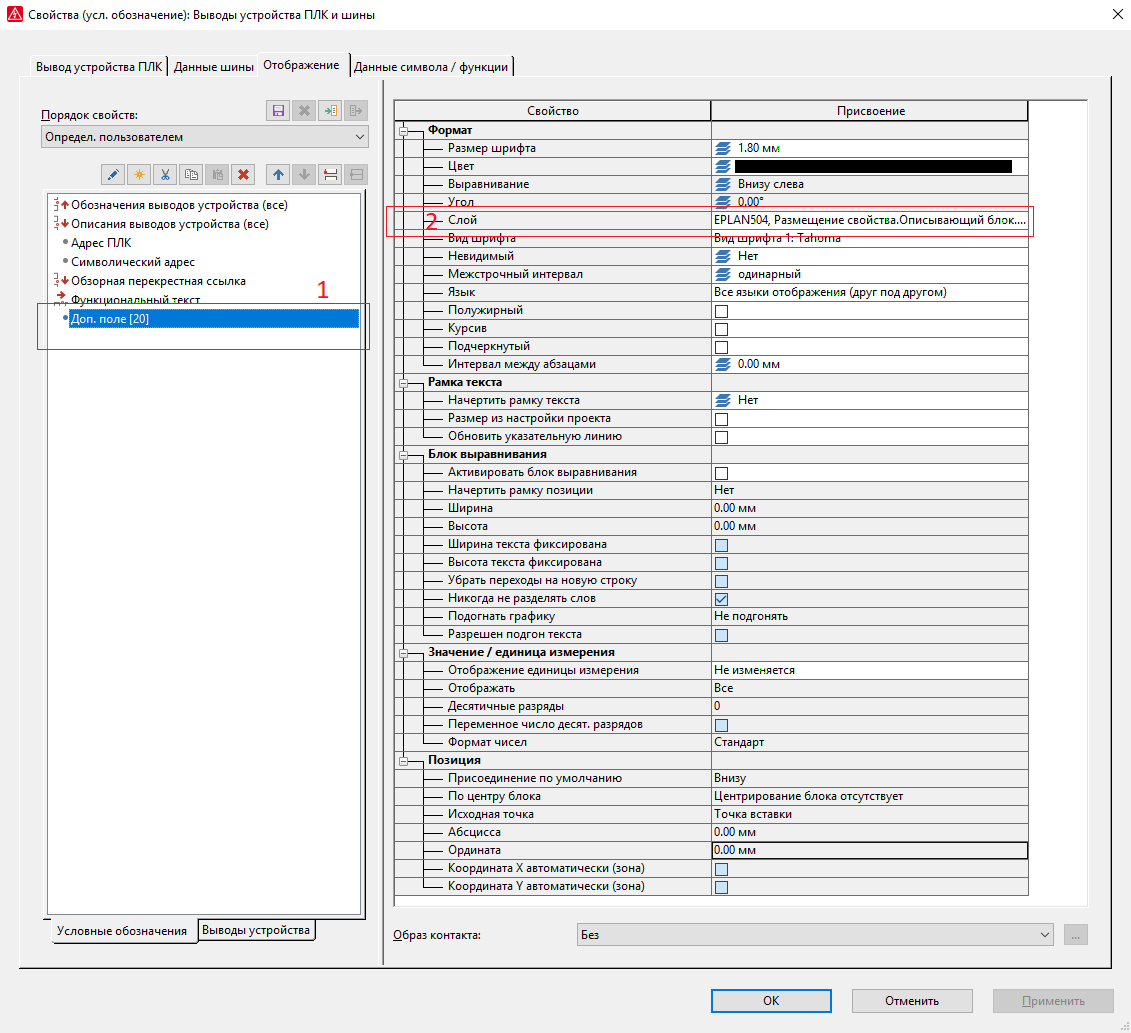 Свойства (усл. обозначение): Выводы устройства ПЛК и шины
Вывод устройства ПЛК
Данные шины
Отображение
Данные символа / функции
Порядок свойств:
Определ. пользователем
Обозначения выводов устройства (все)
Описания выводов устройства (все)
Адрес ПЛК
Символический адрес
Обзорная перекрестная ссылка
Функциональный текст
1
Доп. поле [20]
Условные обозначения
Выводы устройства
Свойство Присвоение
Формат
Размер шрифта 1.80 мм
Цвет
Выравнивание Внизу слева
Угол 0.00°
2
Слой EPLAN504, Размещение свойства.Описывающий блок....
Вид шрифта Вид шрифта 1: Tahoma
Невидимый Нет
Межстрочный интервал одинарный
Язык Все языки отображения (друг под другом)
Полужирный
Курсив
Подчеркнутый
Интервал между абзацами 0.00 мм
Рамка текста
Начертить рамку текста Нет
Размер из настройки проекта
Обновить указательную линию
Блок выравнивания
Активировать блок выравнивания
Начертить рамку позиции Нет
Ширина 0.00 мм
Высота 0.00 мм
Ширина текста фиксирована
Высота текста фиксирована
Убрать переходы на новую строку
Никогда не разделять слов
Подогнать графику Не подгонять
Разрешен подгон текста
Значение / единица измерения
Отображение единицы измерения Не изменяется
Отображать Все
Десятичные разряды 0
Переменное число десят. разрядов
Формат чисел Стандарт
Позиция
Присоединение по умолчанию Внизу
По центру блока Центрирование блока отсутствует
Исходная точка Точка вставки
Абсцисса 0.00 мм
Ордината 0.00 мм
Координата X автоматически (зона)
Координата Y автоматически (зона)
Образ контакта: Без
...
OK Отменить Применить